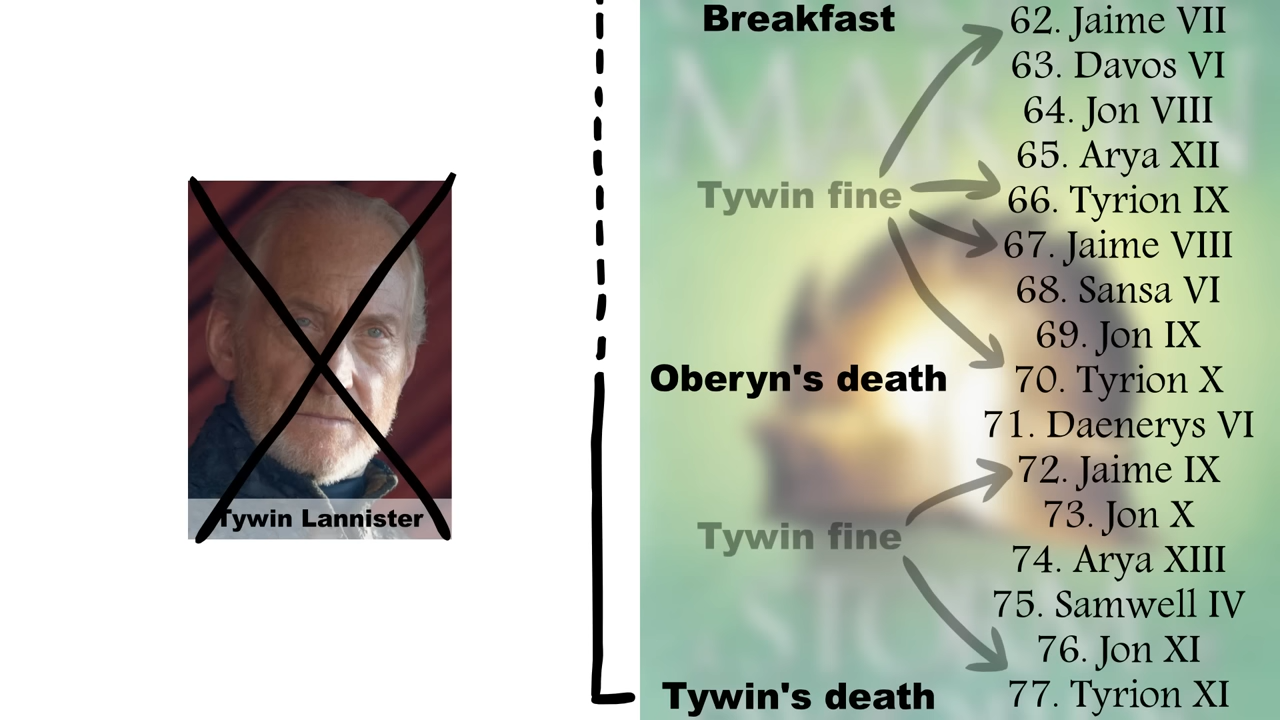 Tywin Lannister
Breakfast
Tywin fine
Oberyn's death
Tywin fine
Tywin's death
62. Jaime VII
63. Davos VI
64. Jon VIII
65. Arya XII
66. Tyrion IX
67. Jaime VIII
68. Sansa VI
69. Jon IX
70. Tyrion X
71. Daenerys VI
72. Jaime IX
73. Jon X
74. Arya XIII
75. Samwell IV
76. Jon XI
77. Tyrion XI